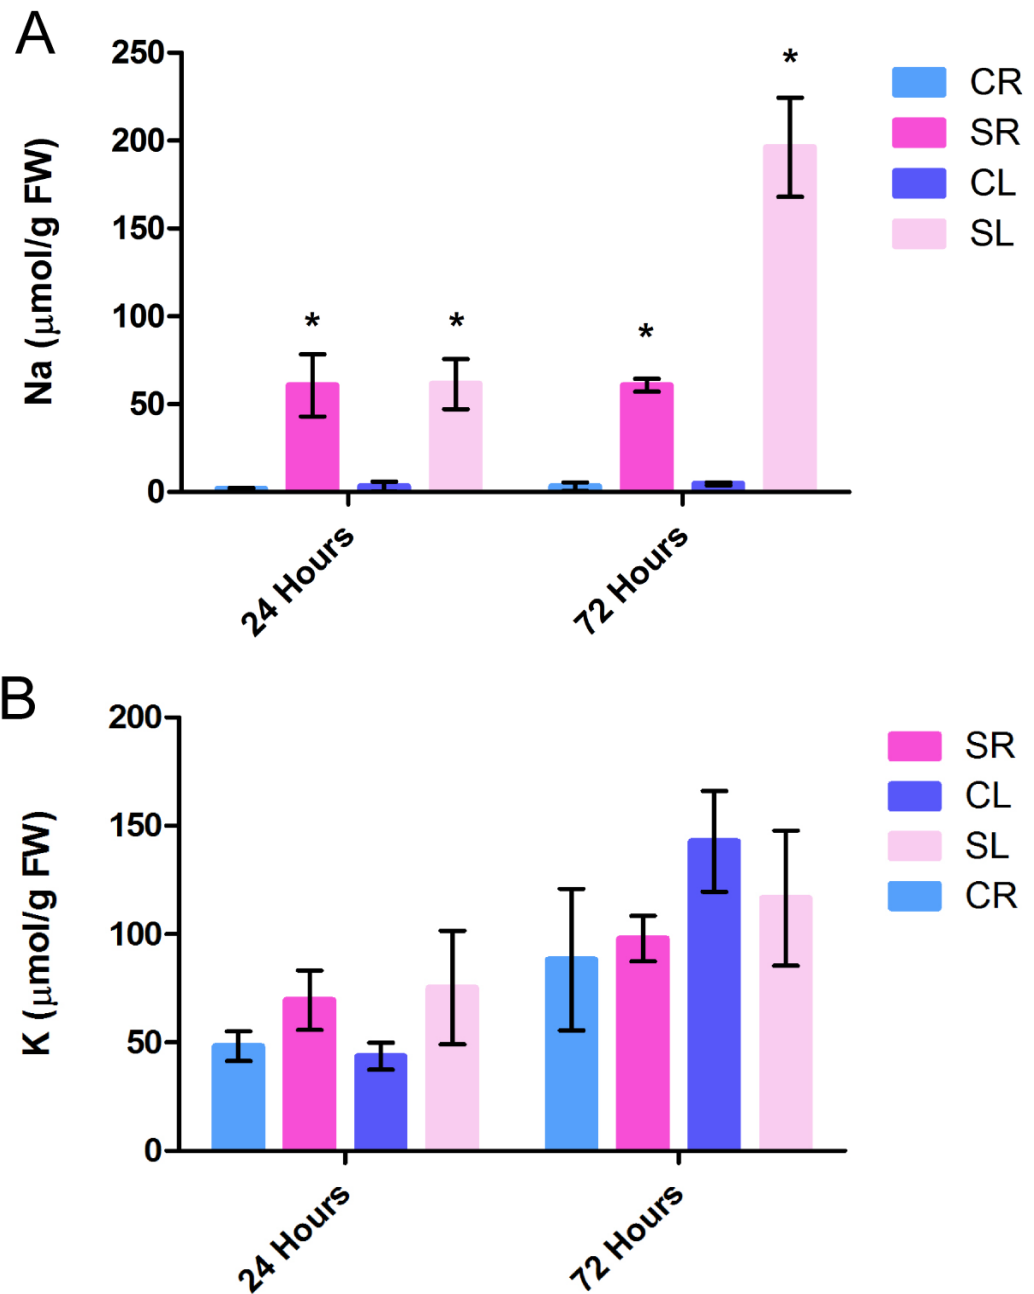 A
250
200
150
100
50
0
Na (μmol/g FW)
*
*
*
*
24 Hours
72 Hours
CR
SR
CL
SL
B
200
150
100
50
0
K (μmol/g FW)
24 Hours
72 Hours
SR
CL
SL
CR